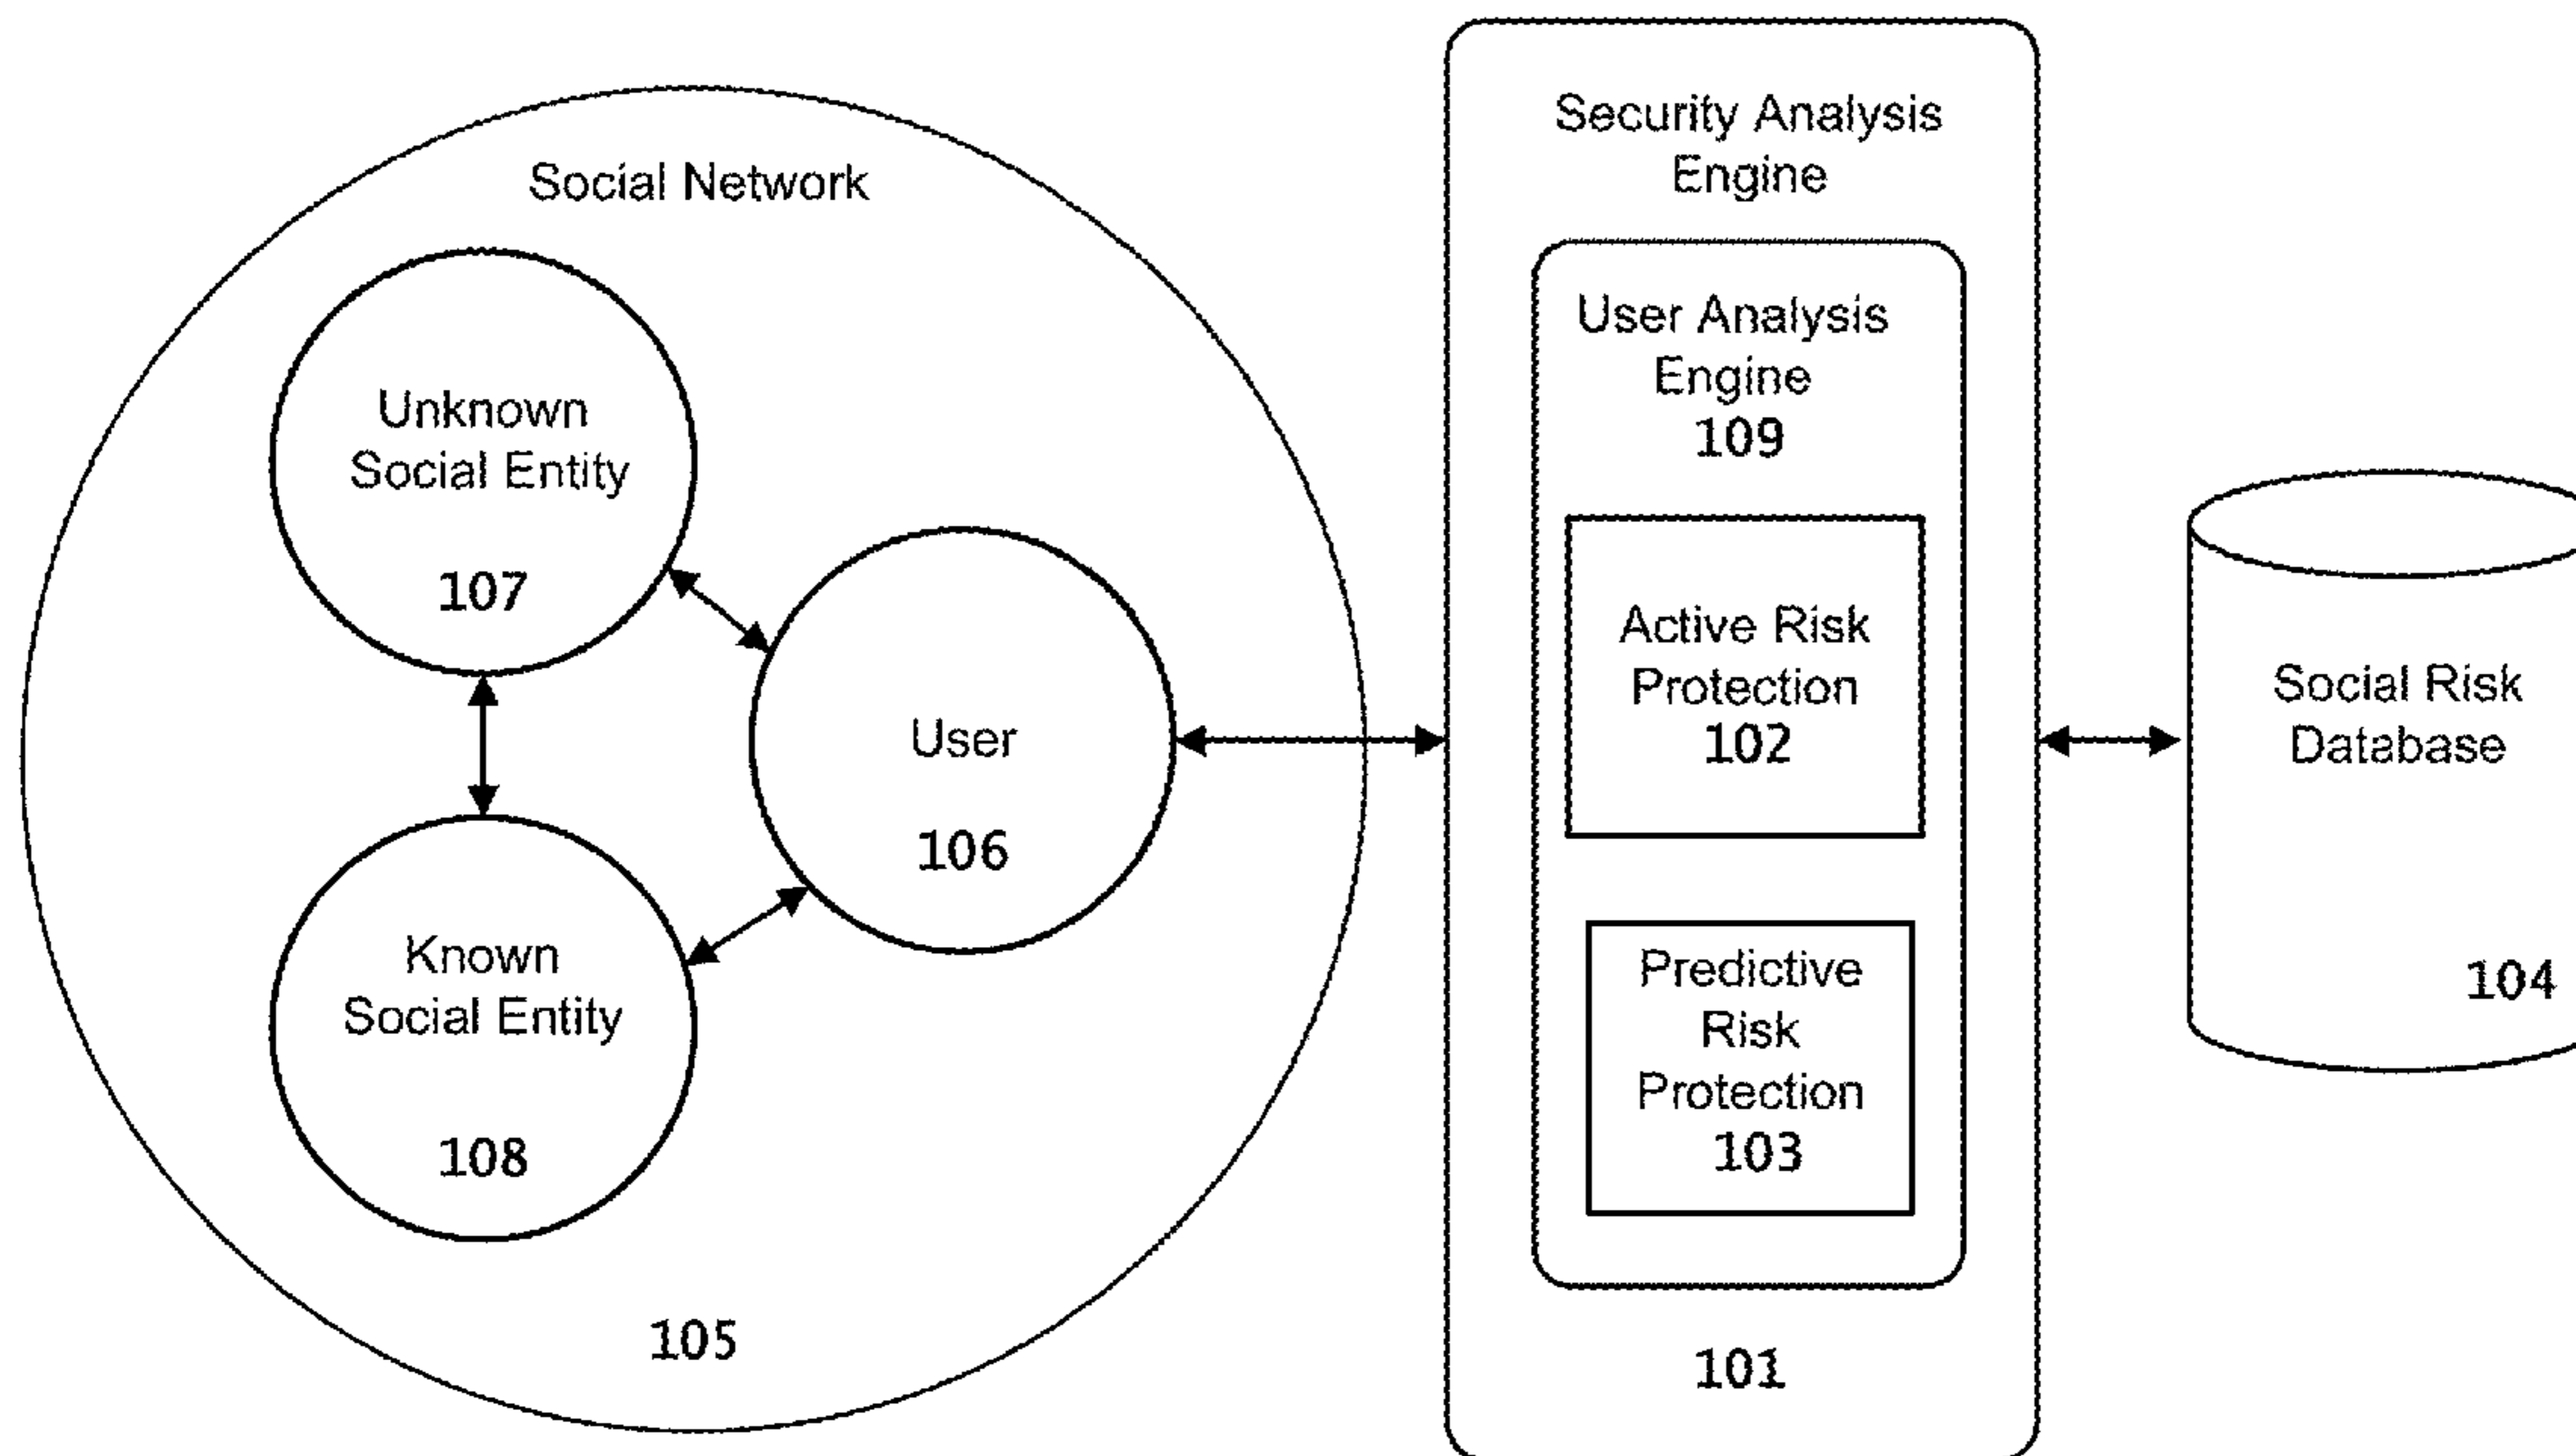 Social Network
Unknown
Social Entity
107
User
106
Known
Social Entity
108
105
Security Analysis
Engine
User Analysis
Engine
109
Active Risk
Protection
102
Predictive
Risk
Protection
103
101
Social Risk
Database
104